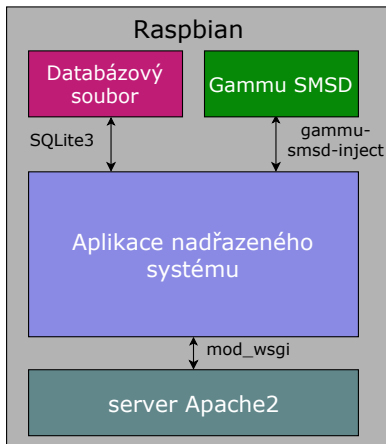 Raspbian
Databázový
soubor
Gammu SMSD
SQLite3
gammu-
smsd-inject
Aplikace nadřazeného
systému
mod_wsgi
server Apache2